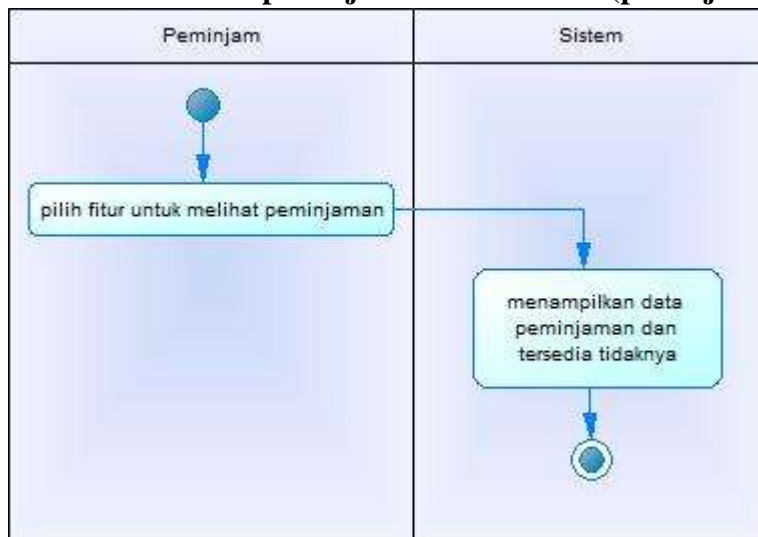 Peminjam
Sistem
pilih fitur untuk melihat peminjaman
menampilkan data
peminjaman dan
tersedia tidaknya